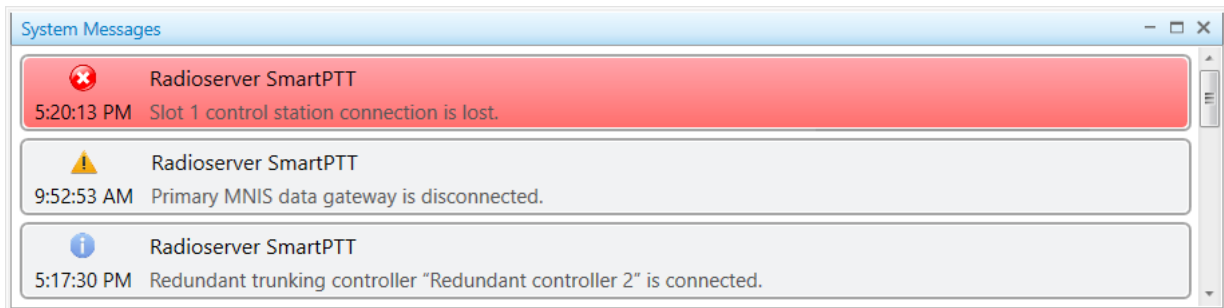 System Messages
Radioserver SmartPTT
5:20:13 PM Slot 1 control station connection is lost.
Radioserver SmartPTT
9:52:53 AM Primary MNIS data gateway is disconnected.
Radioserver SmartPTT
5:17:30 PM Redundant trunking controller “Redundant controller 2” is connected.